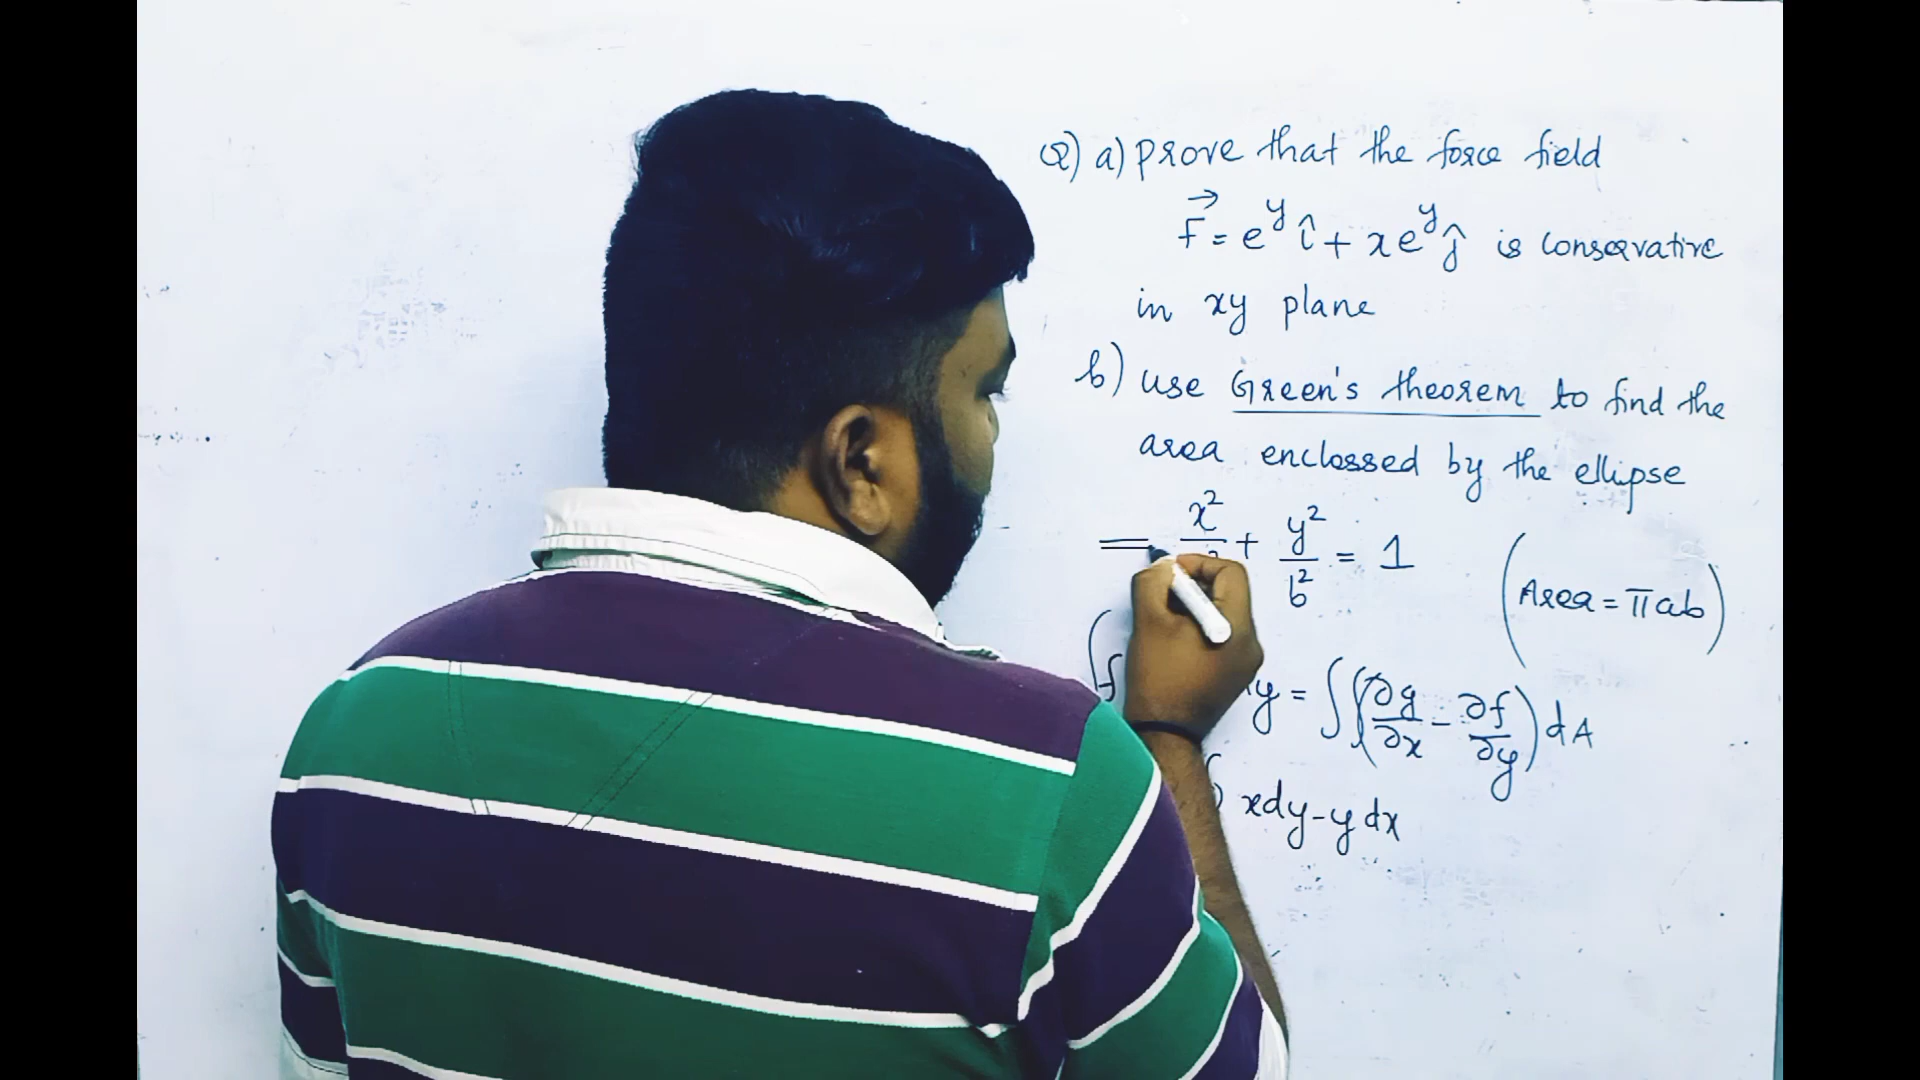 Q) a) prove that the force field
F⃗ = e^y î + xe^y ĵ is conservative
in xy plane
b) use Green's theorem to find the
area enclossed by the ellipse
x²/ + y²/b² = 1 (Area = πab)
(f y = ∫∫(∂g/∂x - ∂f/∂y) dA
xdy - ydx